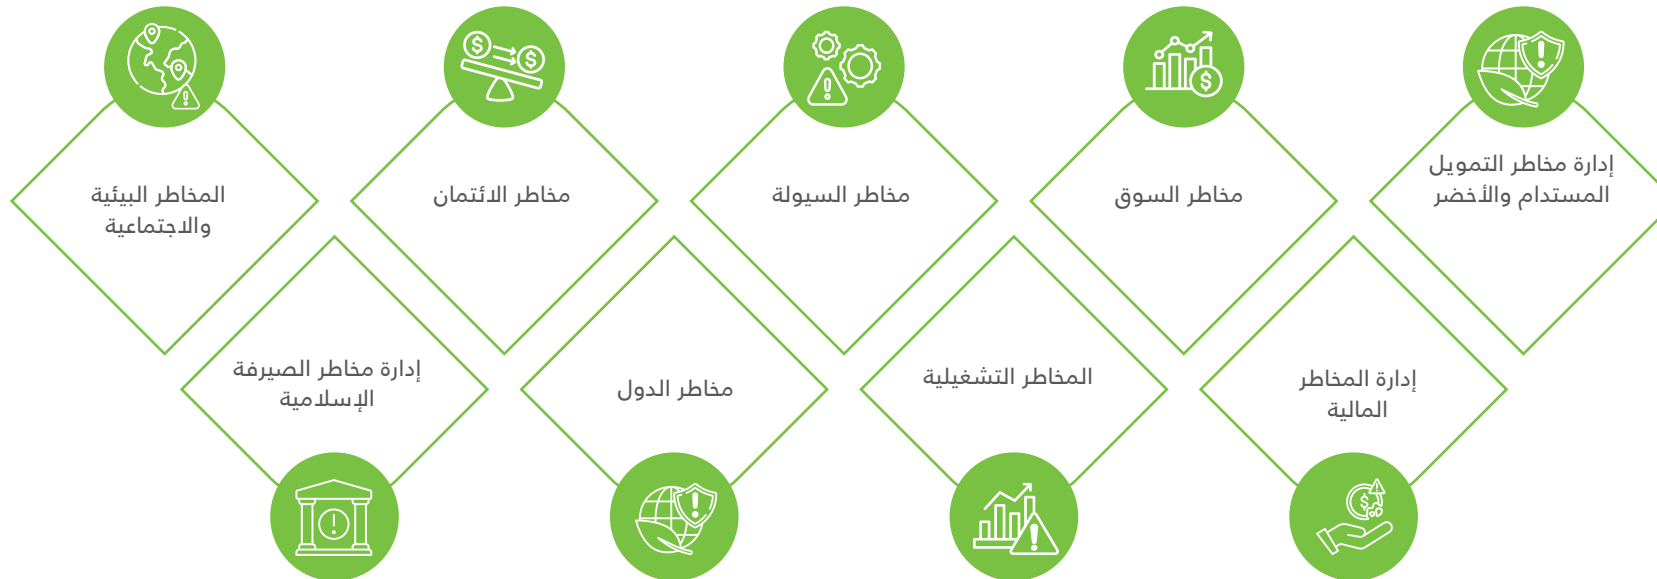 إدارة مخاطر التمويل
المستدام والأخضر
مخاطر السوق
مخاطر السيولة
مخاطر الائتمان
المخاطر البيئية
والاجتماعية
إدارة المخاطر
المالية
المخاطر التشغيلية
مخاطر الدول
إدارة مخاطر الصيرفة
الإسلامية